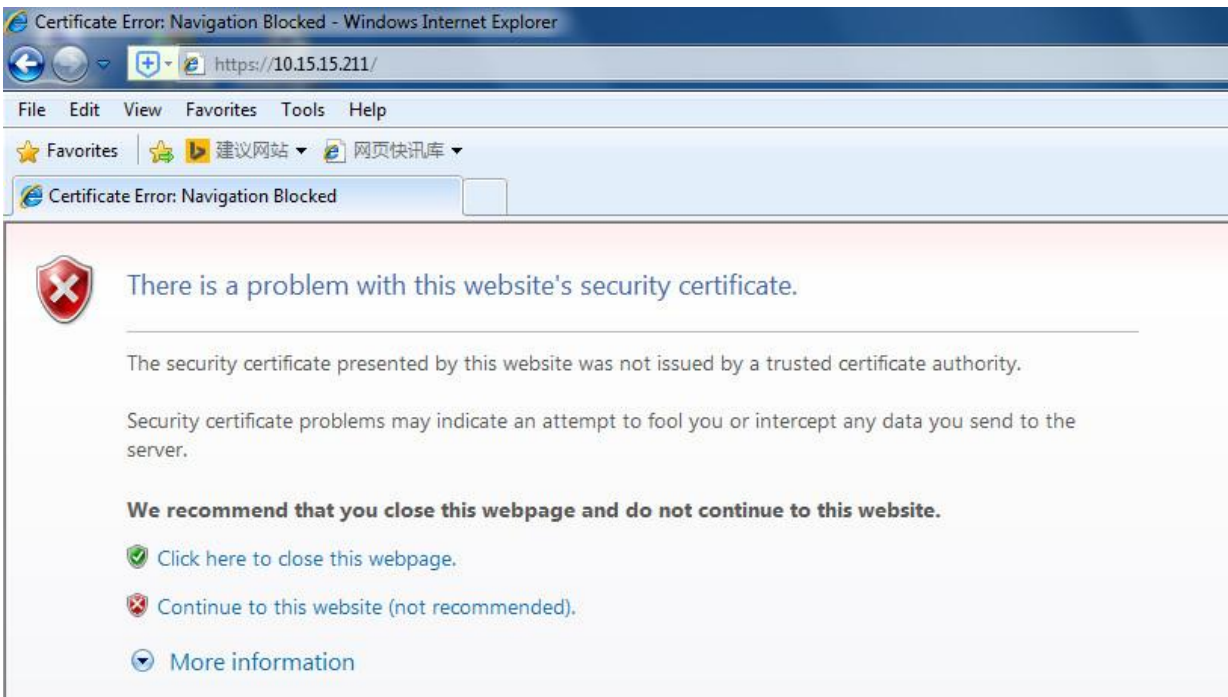 Certificate Error: Navigation Blocked - Windows Internet Explorer
https://10.15.15.211/
File Edit View Favorites Tools Help
Favorites 建议网站 网页快讯库
Certificate Error: Navigation Blocked
There is a problem with this website's security certificate.
The security certificate presented by this website was not issued by a trusted certificate authority.
Security certificate problems may indicate an attempt to fool you or intercept any data you send to the
server.
We recommend that you close this webpage and do not continue to this website.
Click here to close this webpage.
Continue to this website (not recommended).
More information